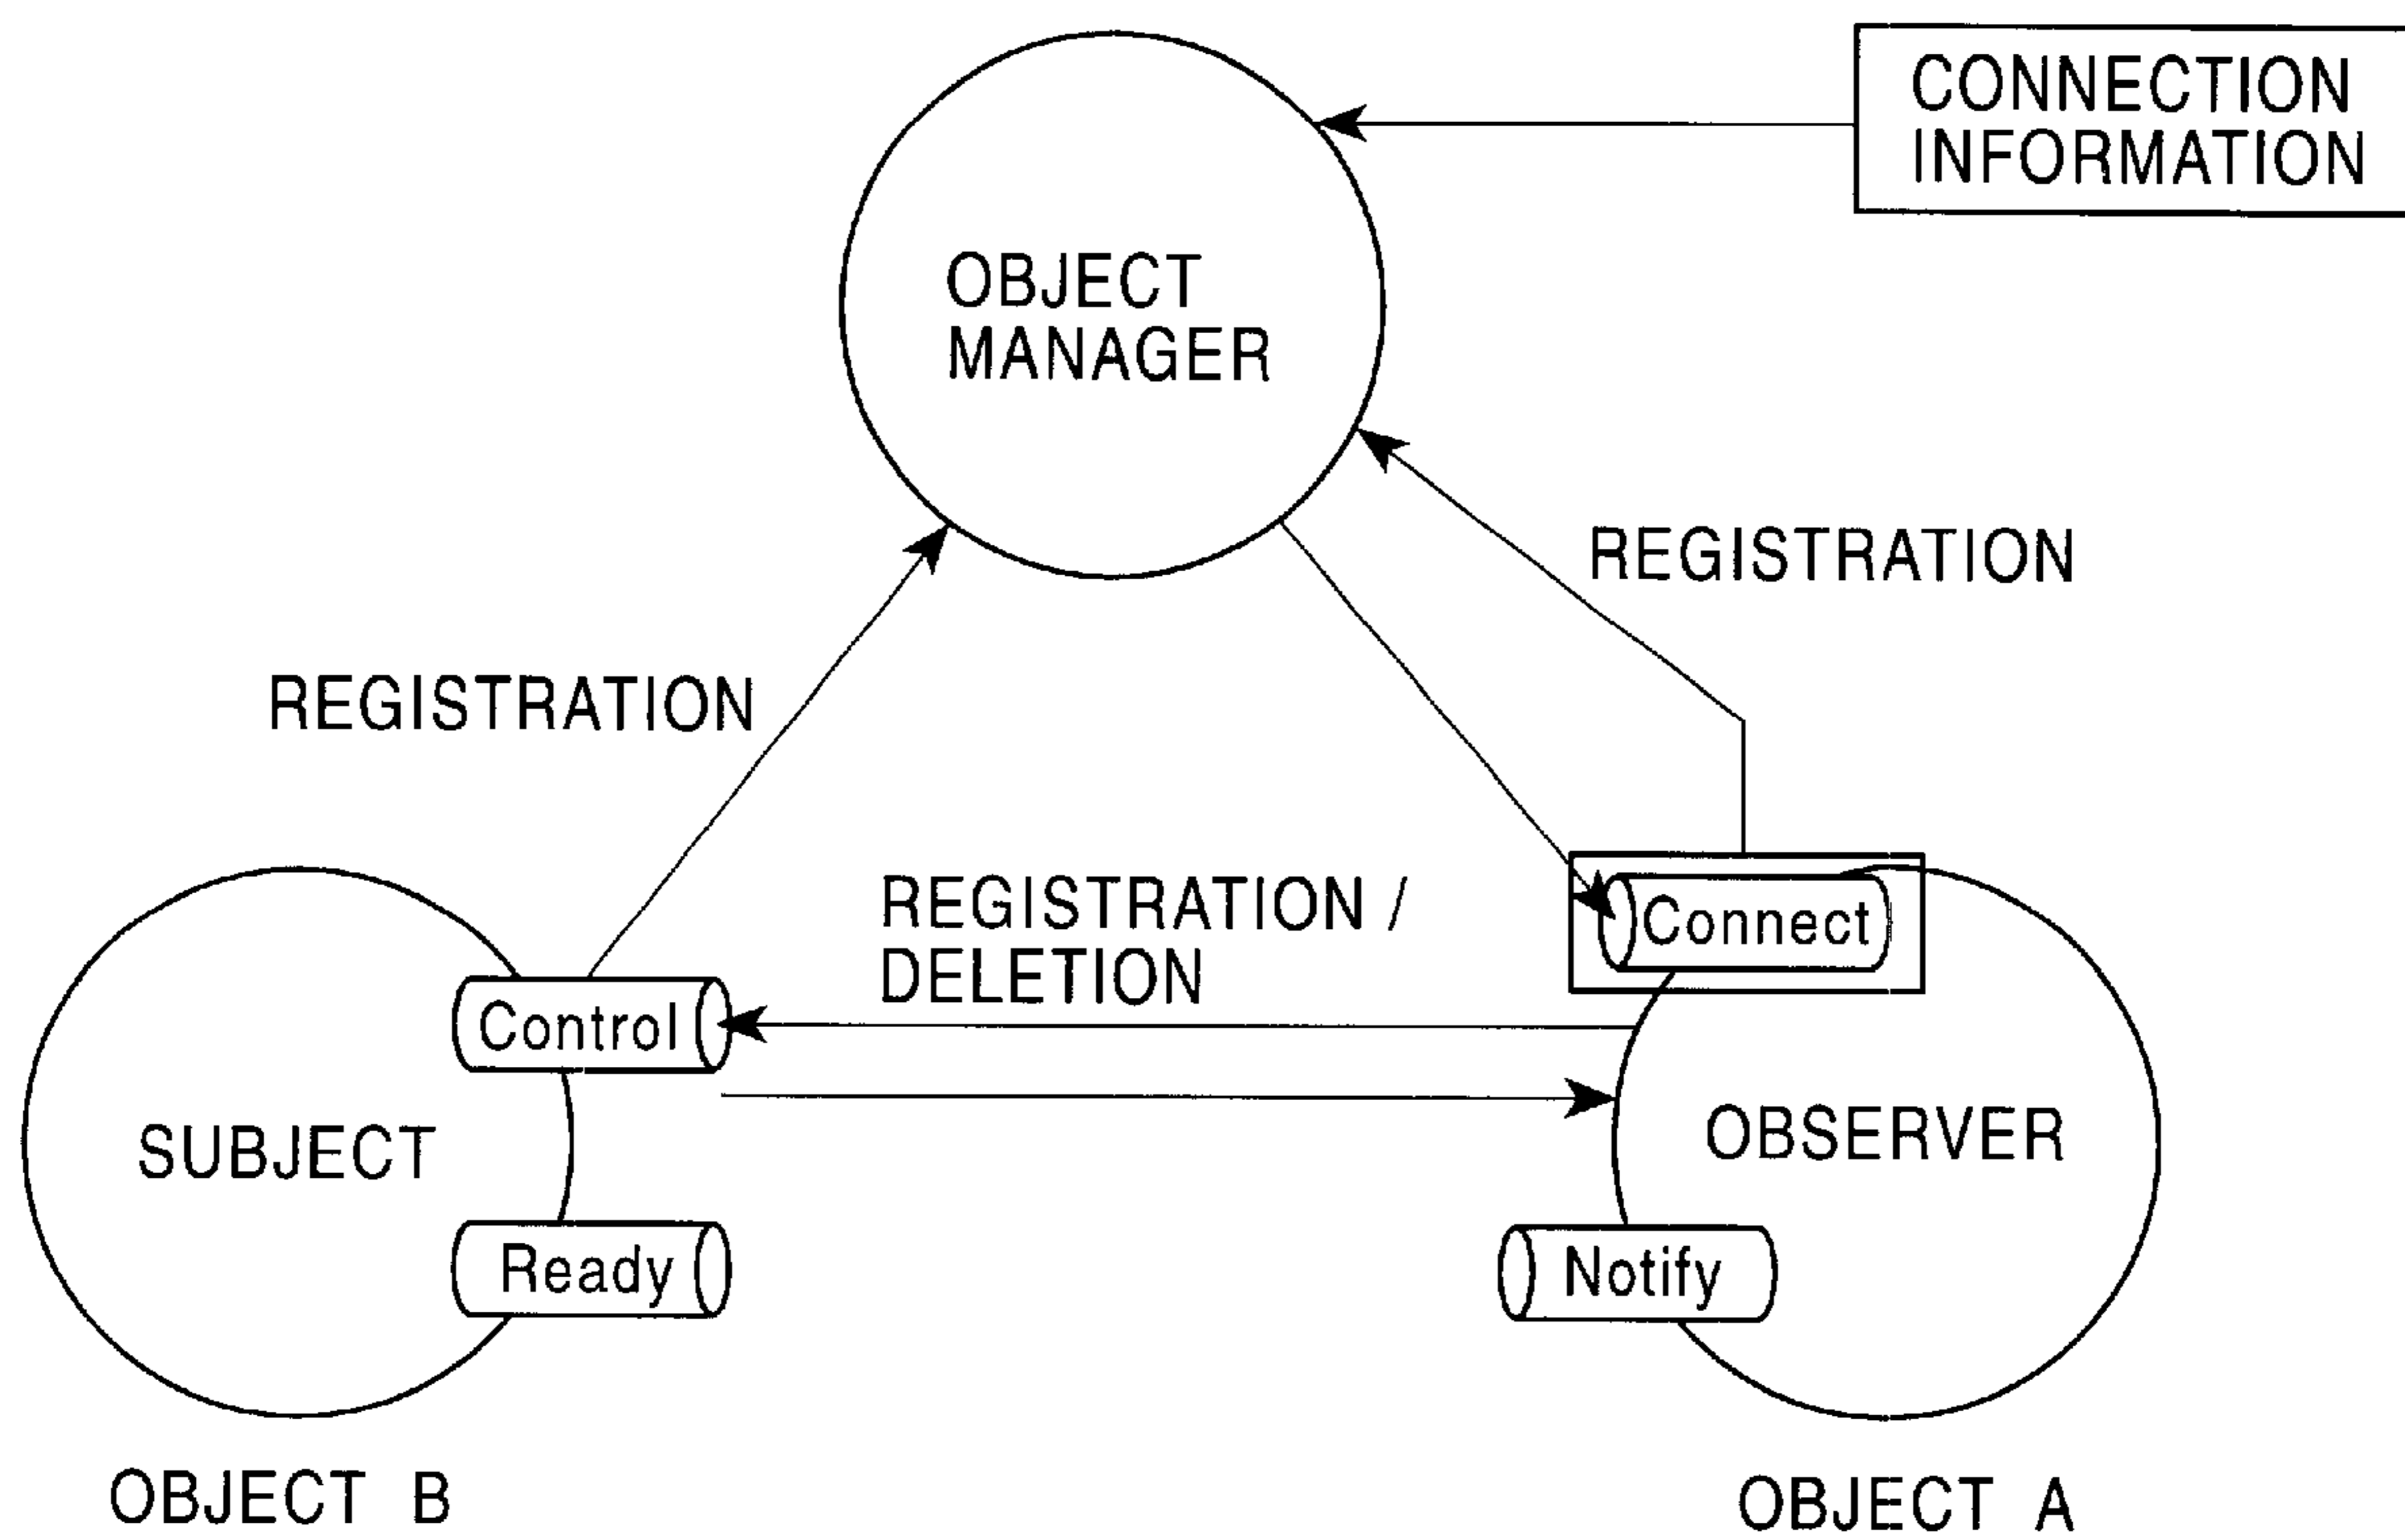 CONNECTION
INFORMATION
OBJECT
MANAGER
REGISTRATION
REGISTRATION
REGISTRATION /
DELETION
Connect
Control
SUBJECT
OBSERVER
Ready
Notify
OBJECT B
OBJECT A